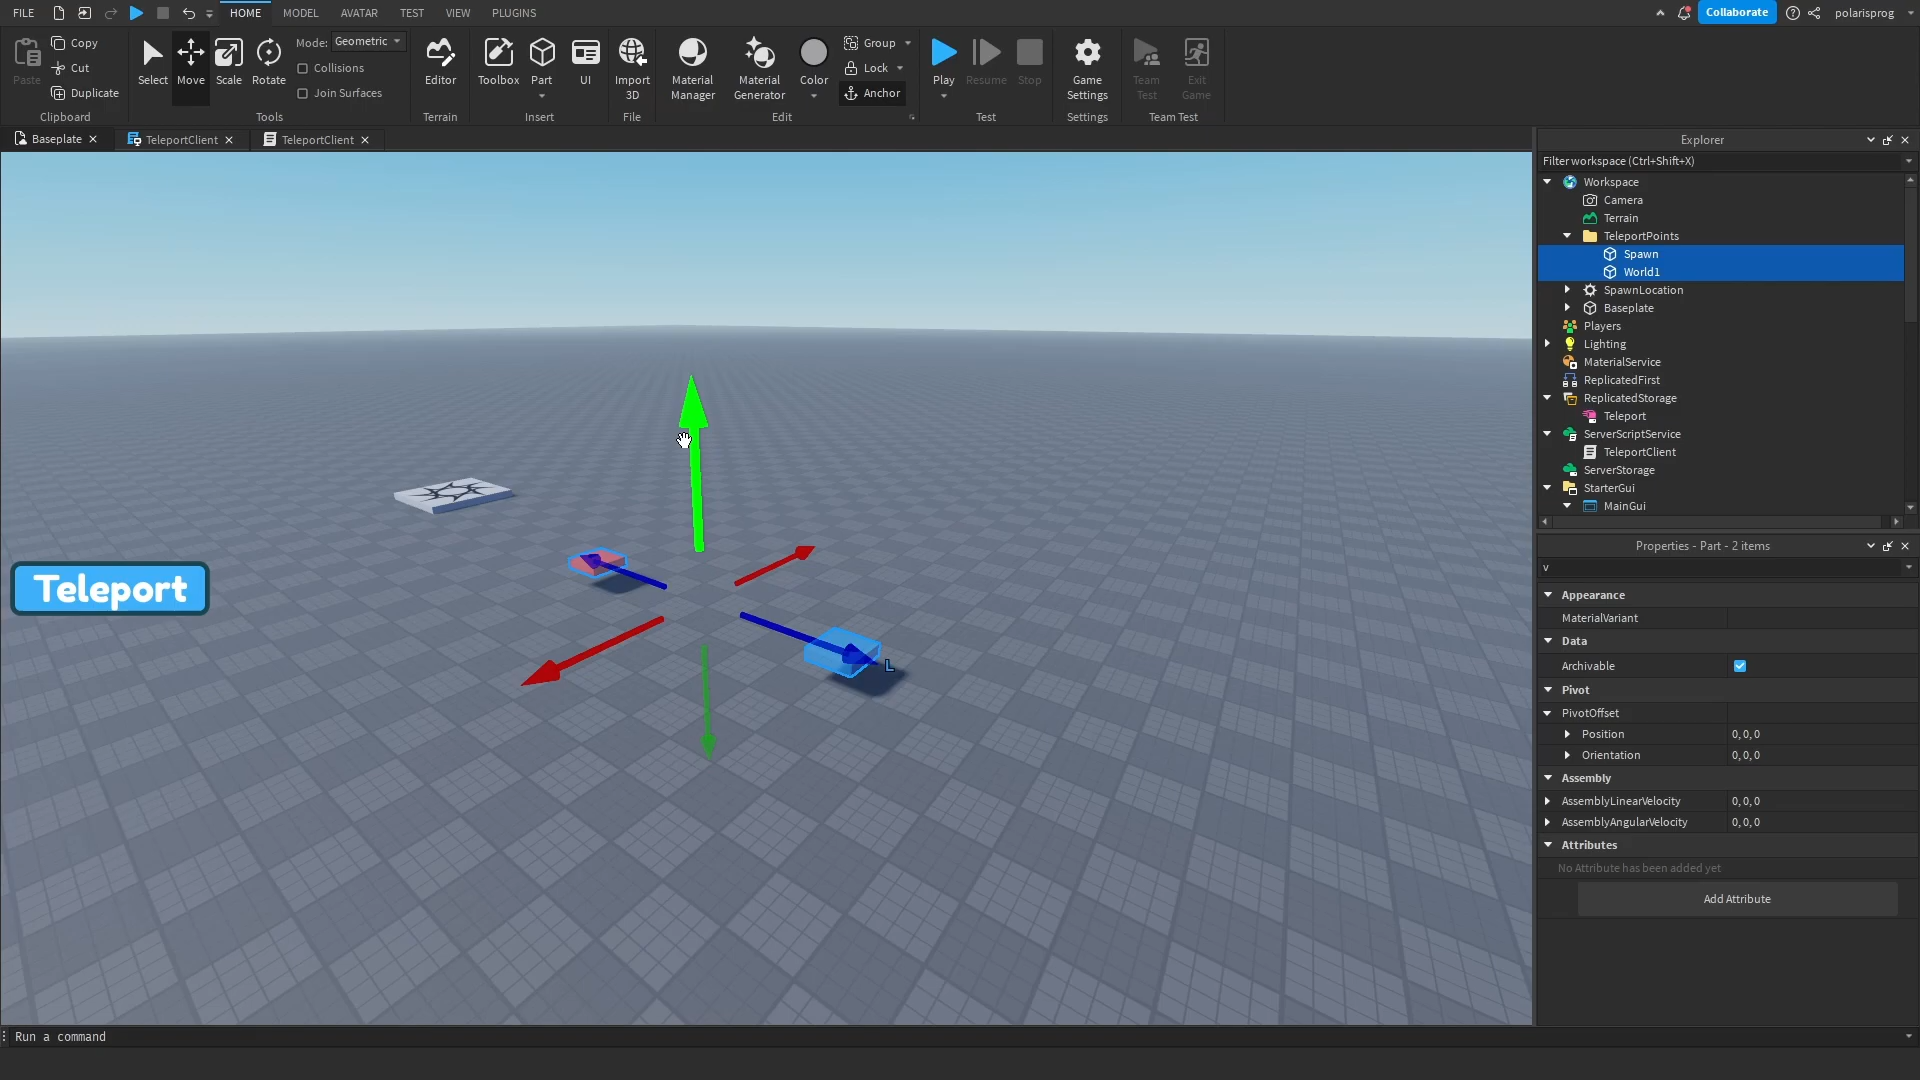 FILE HOME MODEL AVATAR TEST VIEW PLUGINS Collaborate polarisprog
Paste Copy Cut Duplicate
Clipboard
Select Move Scale Rotate Mode: Geometric
Collisions
Join Surfaces
Tools
Editor
Terrain
Toolbox Part UI
Insert
Import 3D
File
Material Manager Material Generator Color Group Lock Anchor
Edit
Play Resume Stop
Test
Game Settings
Settings
Team Test Exit Game
Team Test
Baseplate TeleportClient TeleportClient
Teleport
L
Explorer
Filter workspace (Ctrl+Shift+X)
Workspace
Camera
Terrain
TeleportPoints
Spawn
World1
SpawnLocation
Baseplate
Players
Lighting
MaterialService
ReplicatedFirst
ReplicatedStorage
Teleport
ServerScriptService
TeleportClient
ServerStorage
StarterGui
MainGui
Properties - Part - 2 items
v
Appearance
MaterialVariant
Data
Archivable
Pivot
PivotOffset
Position 0, 0, 0
Orientation 0, 0, 0
Assembly
AssemblyLinearVelocity 0, 0, 0
AssemblyAngularVelocity 0, 0, 0
Attributes
No Attribute has been added yet
Add Attribute
Run a command